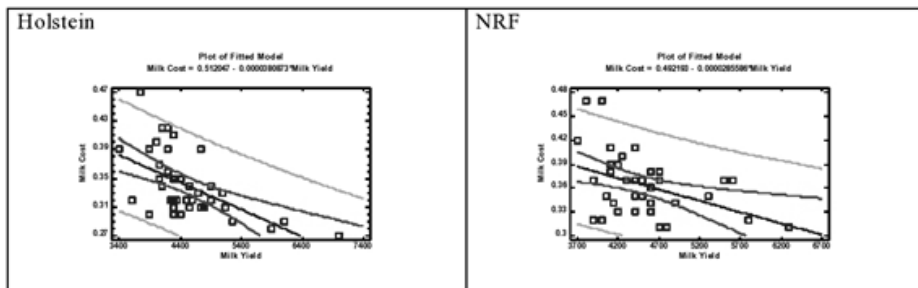 Holstein
Plot of Fitted Model
Milk Cost = 0.512047 - 0.0000380873*Milk Yield
0.47
0.43
0.39
0.35
0.31
0.27
Milk Cost
3400
4400
5400
6400
7400
Milk Yield
NRF
Plot of Fitted Model
Milk Cost = 0.492193 - 0.0000285586*Milk Yield
0.48
0.45
0.42
0.39
0.36
0.33
0.3
Milk Cost
3700
4200
4700
5200
5700
6200
6700
Milk Yield